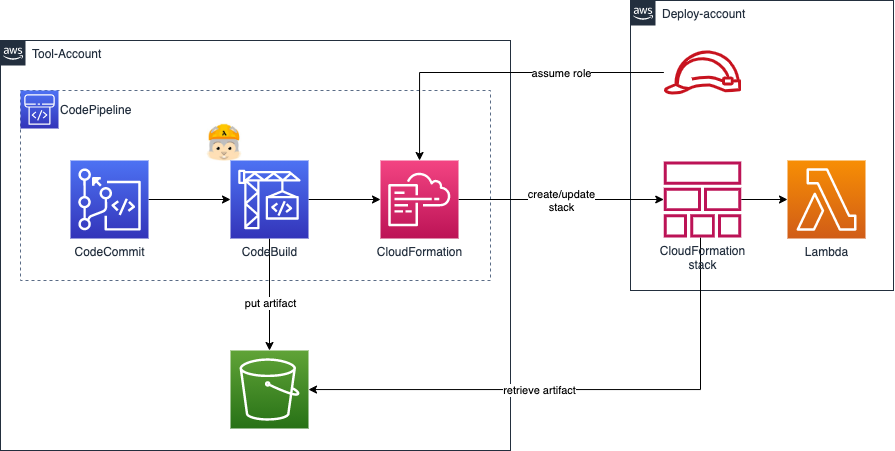 aws
Deploy-account
aws
Tool-Account
assume role
CodePipeline
create/update
stack
CodeCommit
CodeBuild
CloudFormation
CloudFormation
stack
Lambda
put artifact
retrieve artifact